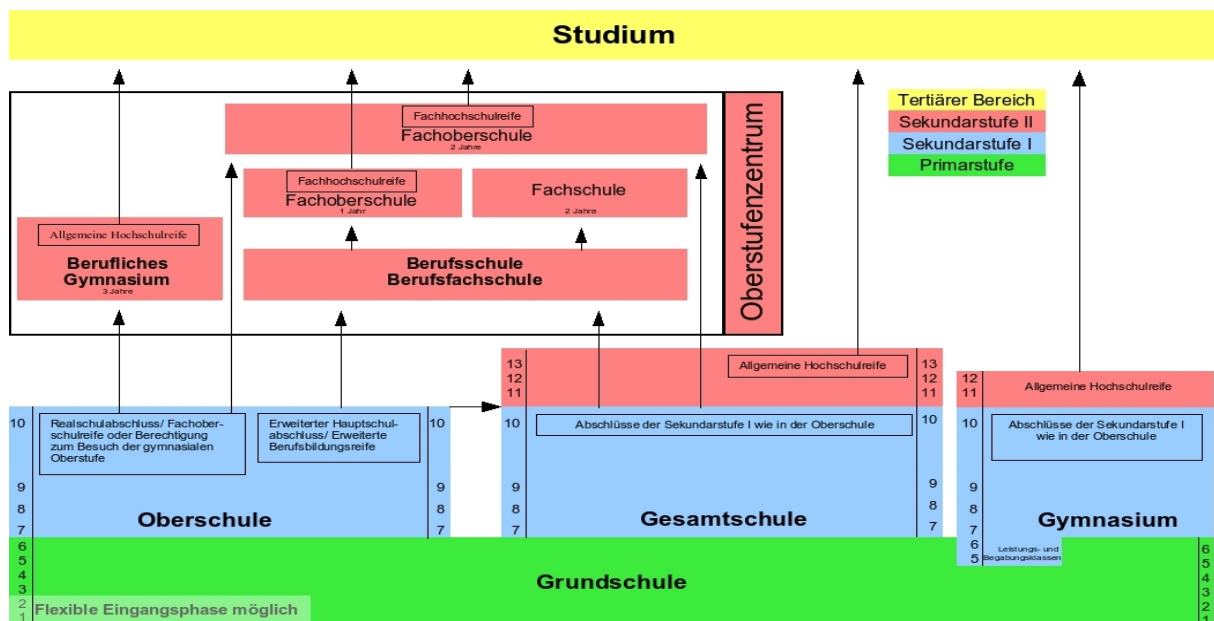 Studium
Tertiärer Bereich
Sekundarstufe II
Sekundarstufe I
Primarstufe
Oberstufenzentrum
Fachhochschulreife
Fachoberschule
2 Jahre
Fachhochschulreife
Fachoberschule
1 Jahr
Fachschule
2 Jahre
Allgemeine Hochschulreife
Berufliches
Gymnasium
3 Jahre
Berufsschule
Berufsfachschule
13
12
11
Allgemeine Hochschulreife
13
12
11
12
11
Allgemeine Hochschulreife
10
Realschulabschluss/ Fachober-
schulreife oder Berechtigung
zum Besuch der gymnasialen
Oberstufe
Erweiterter Hauptschul-
abschluss/ Erweiterte
Berufsbildungsreife
10
9
8
7
Oberschule
9
8
7
10
Abschlüsse der Sekundarstufe I wie in der Oberschule
10
9
8
7
Gesamtschule
9
8
7
10
Abschlüsse der Sekundarstufe I
wie in der Oberschule
9
8
7
Gymnasium
6
5
Leistungs- und
Begabungsklassen
6
5
4
3
2
1
Grundschule
Flexible Eingangsphase möglich
6
5
4
3
2
1